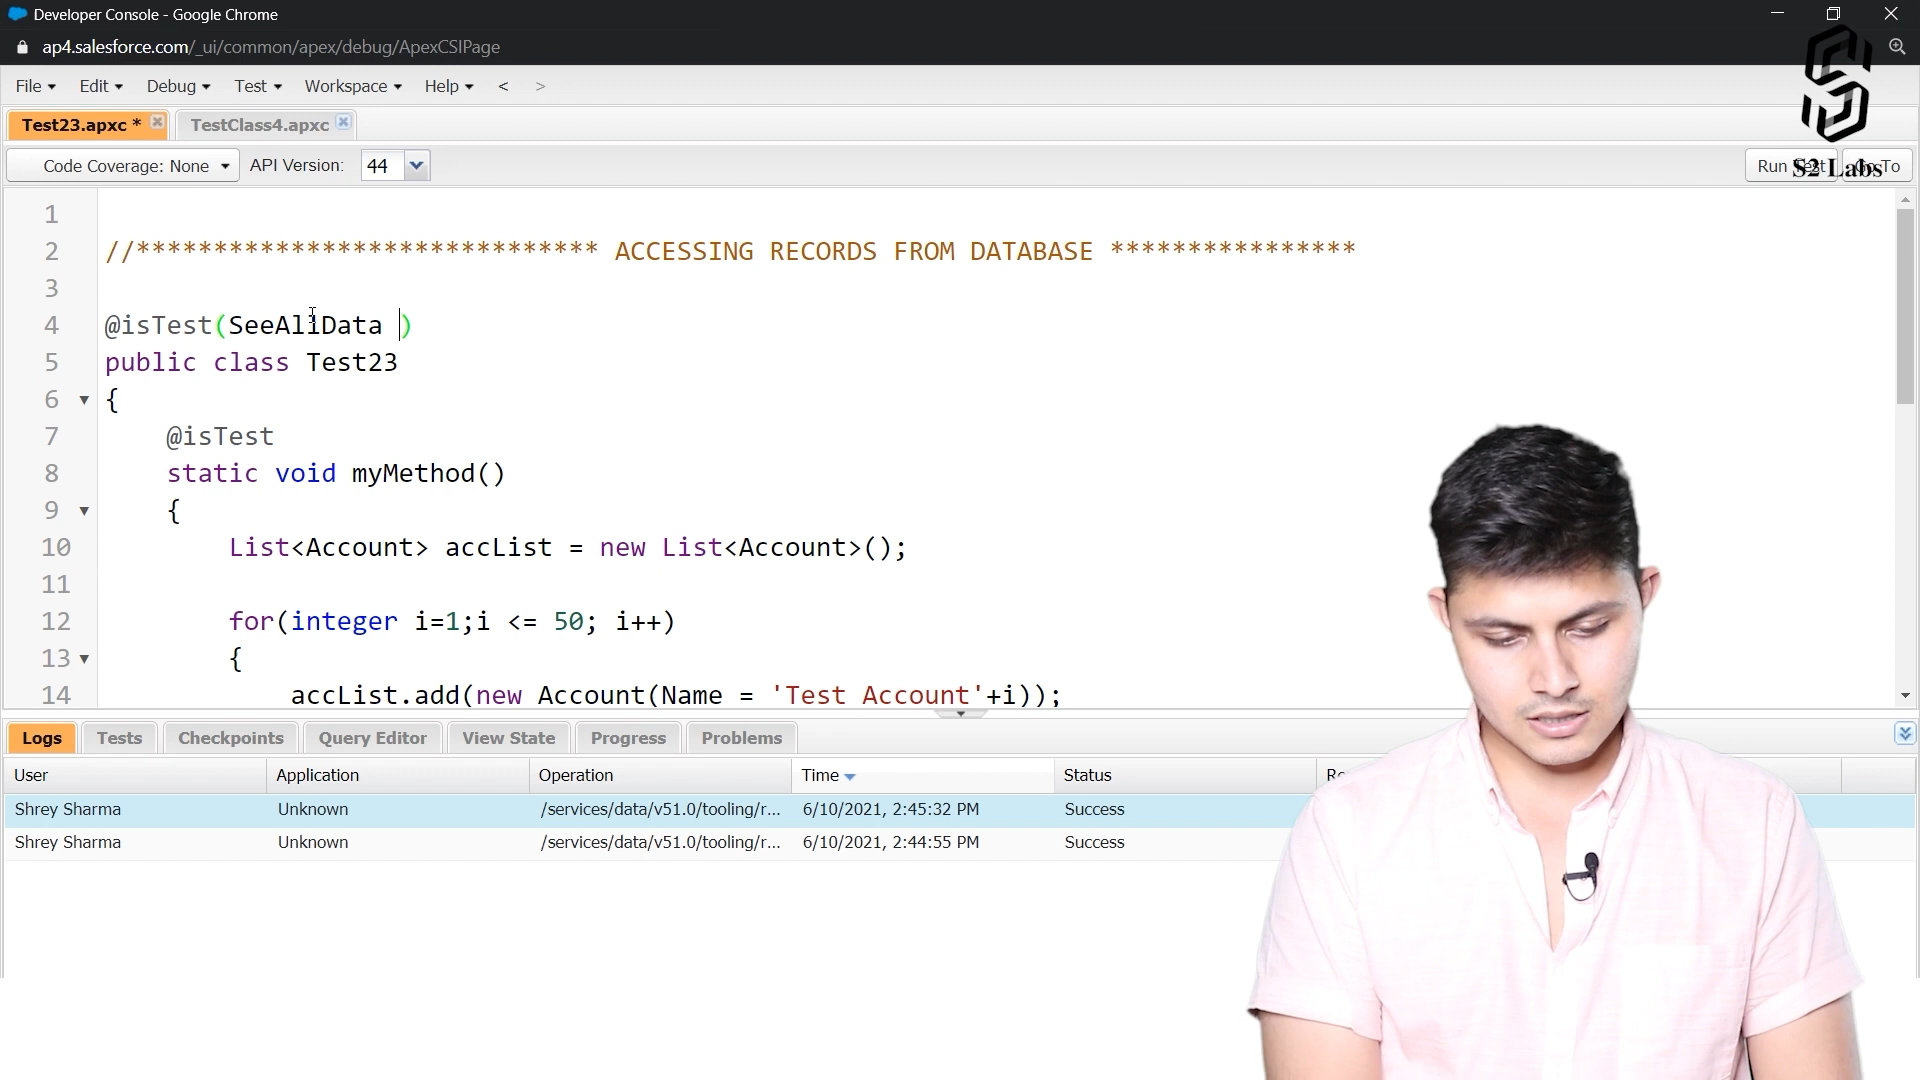 Developer Console - Google Chrome
ap4.salesforce.com/_ui/common/apex/debug/ApexCSIPage
File Edit Debug Test Workspace Help < >
Test23.apxc * TestClass4.apxc
Code Coverage: None API Version: 44 Run To
S2 Labs
1
2 //****************************** ACCESSING RECORDS FROM DATABASE ****************
3
4 @isTest(SeeAllData )
5 public class Test23
6 {
7 @isTest
8 static void myMethod()
9 {
10 List<Account> accList = new List<Account>();
11
12 for(integer i=1;i <= 50; i++)
13 {
14 accList.add(new Account(Name = 'Test Account'+i));
Logs Tests Checkpoints Query Editor View State Progress Problems
User Application Operation Time Status
Shrey Sharma Unknown /services/data/v51.0/tooling/r... 6/10/2021, 2:45:32 PM Success
Shrey Sharma Unknown /services/data/v51.0/tooling/r... 6/10/2021, 2:44:55 PM Success